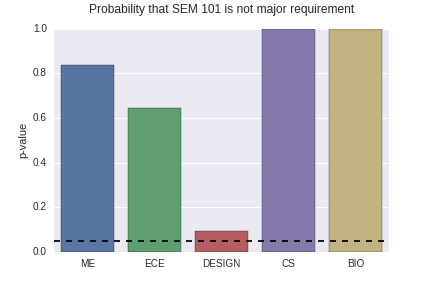 Probability that SEM 101 is not major requirement
1.0
0.8
0.6
0.4
0.2
0.0
p-value
ME ECE DESIGN CS BIO